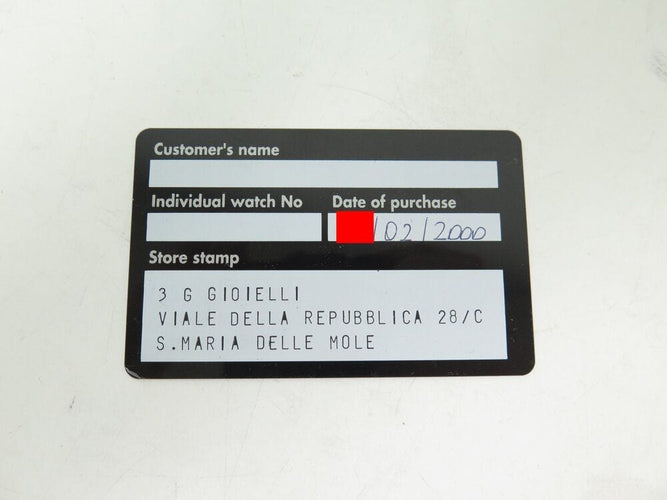 Customer's name
Individual watch No
Date of purchase
/02/2000
Store stamp
3 G GIOIELLI
VIALE DELLA REPUBBLICA 28/C
S.MARIA DELLE MOLE